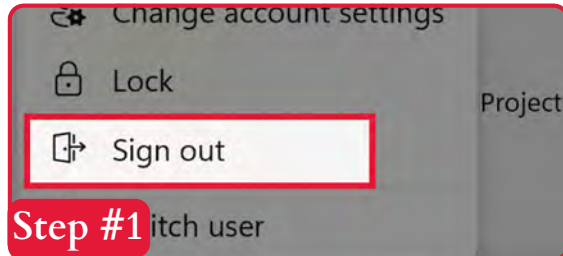 Change account settings
Lock
Project
Sign out
Step #1
itch user